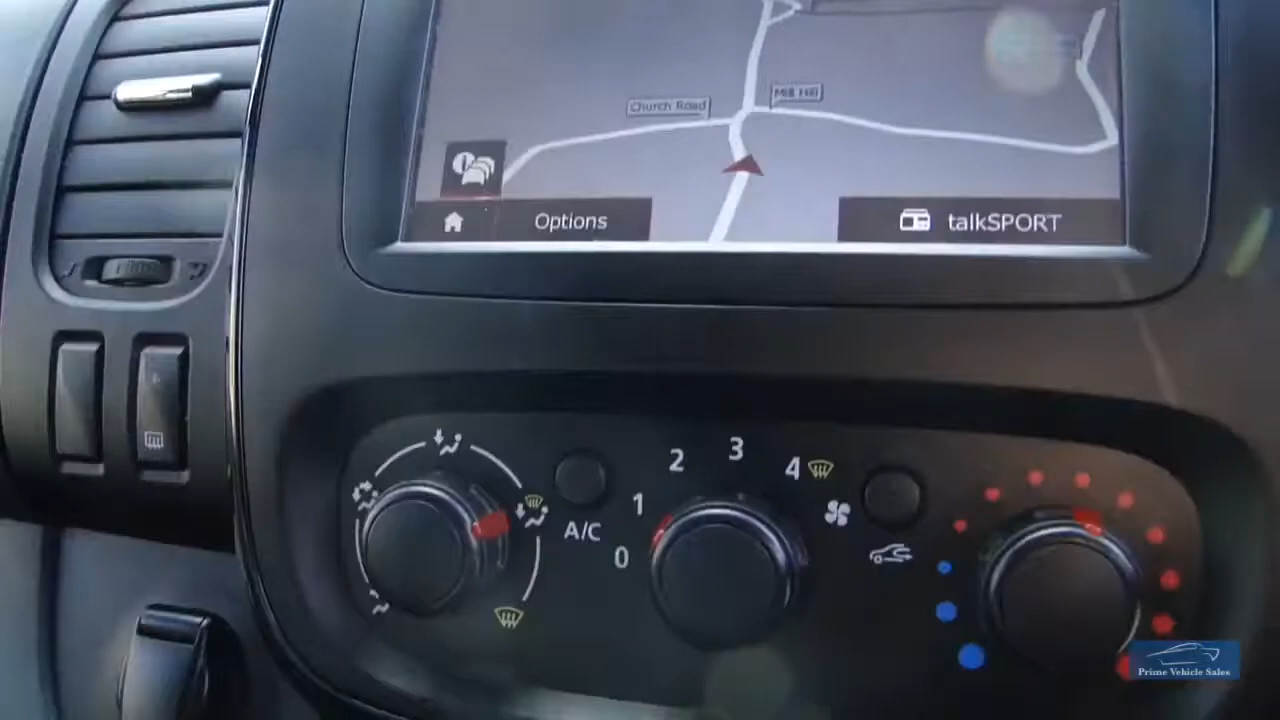 Church Road
Mill Hill
Options
talkSPORT
0
1
2
3
4
A/C
Prime Vehicle Sales